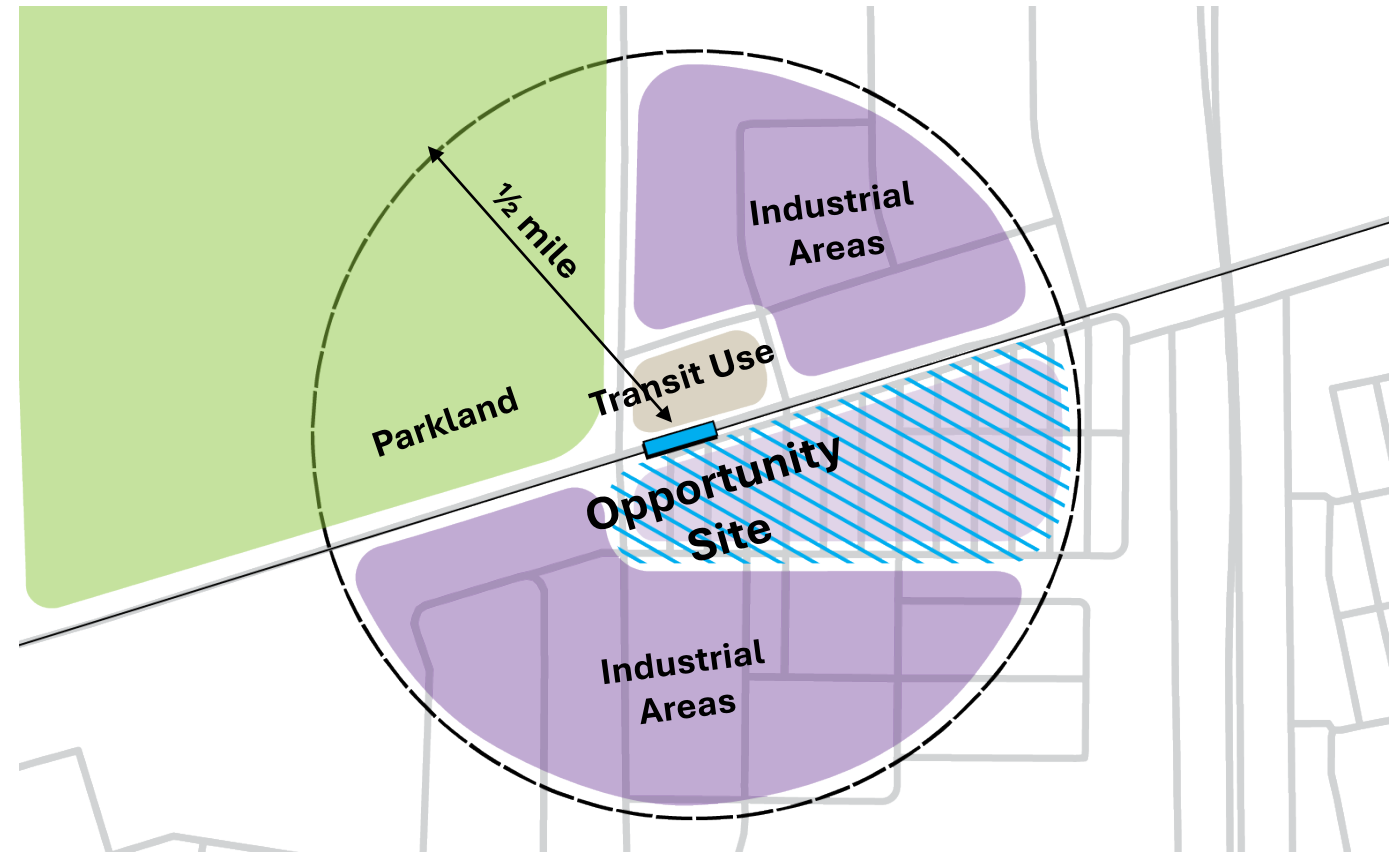 Industrial
Areas
½ mile
Transit Use
Parkland
Opportunity
Site
Industrial
Areas